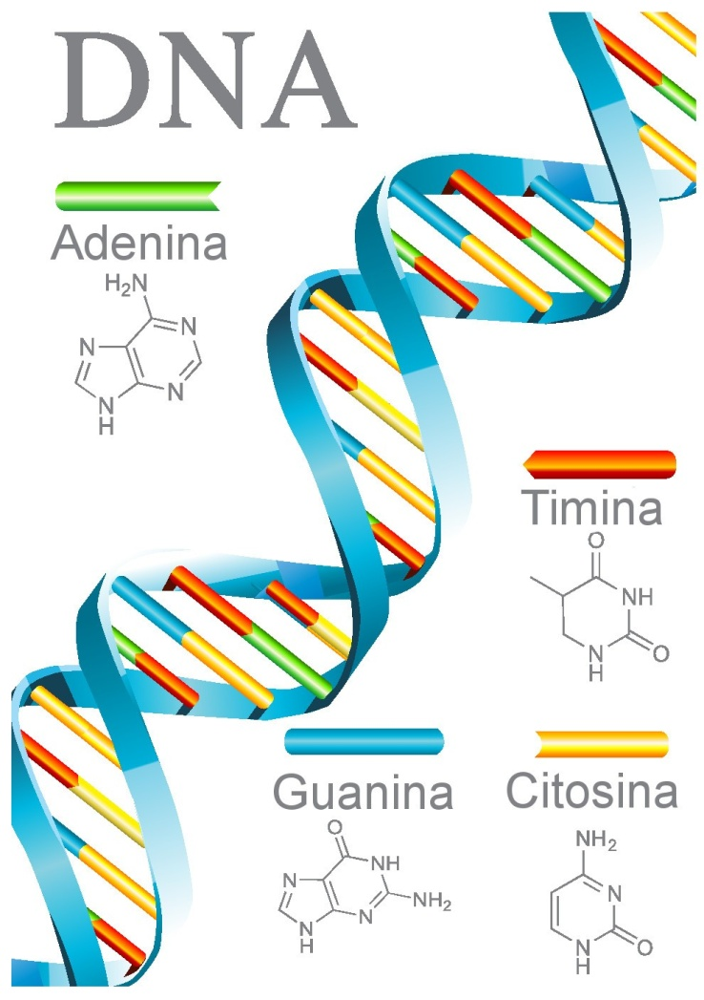 DNA
Adenina
H₂N
N
N
N
N
H
Timina
O
NH
N
H
O
Guanina
O
N
NH
N
H
N
NH₂
Citosina
NH₂
N
N
H
O